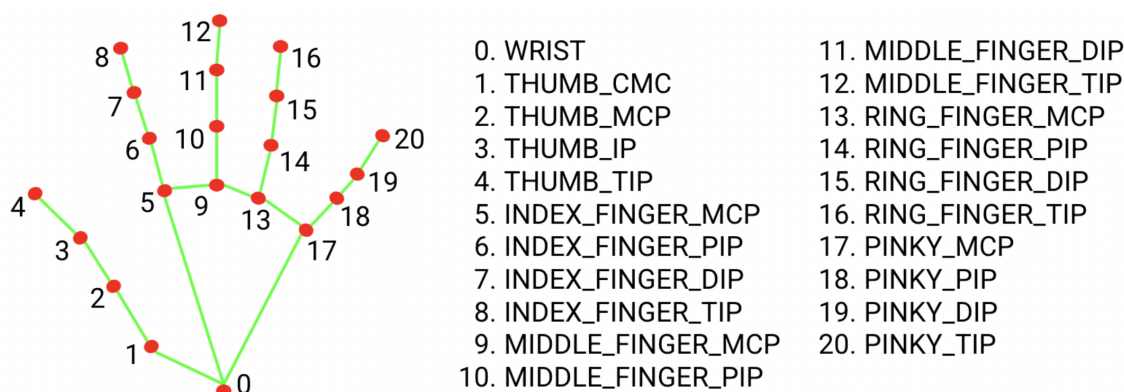 12
8
16
11
7
15
10
6
20
14
19
4
5
9
13
18
3
17
2
1
0
0. WRIST
1. THUMB_CMC
2. THUMB_MCP
3. THUMB_IP
4. THUMB_TIP
5. INDEX_FINGER_MCP
6. INDEX_FINGER_PIP
7. INDEX_FINGER_DIP
8. INDEX_FINGER_TIP
9. MIDDLE_FINGER_MCP
10. MIDDLE_FINGER_PIP
11. MIDDLE_FINGER_DIP
12. MIDDLE_FINGER_TIP
13. RING_FINGER_MCP
14. RING_FINGER_PIP
15. RING_FINGER_DIP
16. RING_FINGER_TIP
17. PINKY_MCP
18. PINKY_PIP
19. PINKY_DIP
20. PINKY_TIP